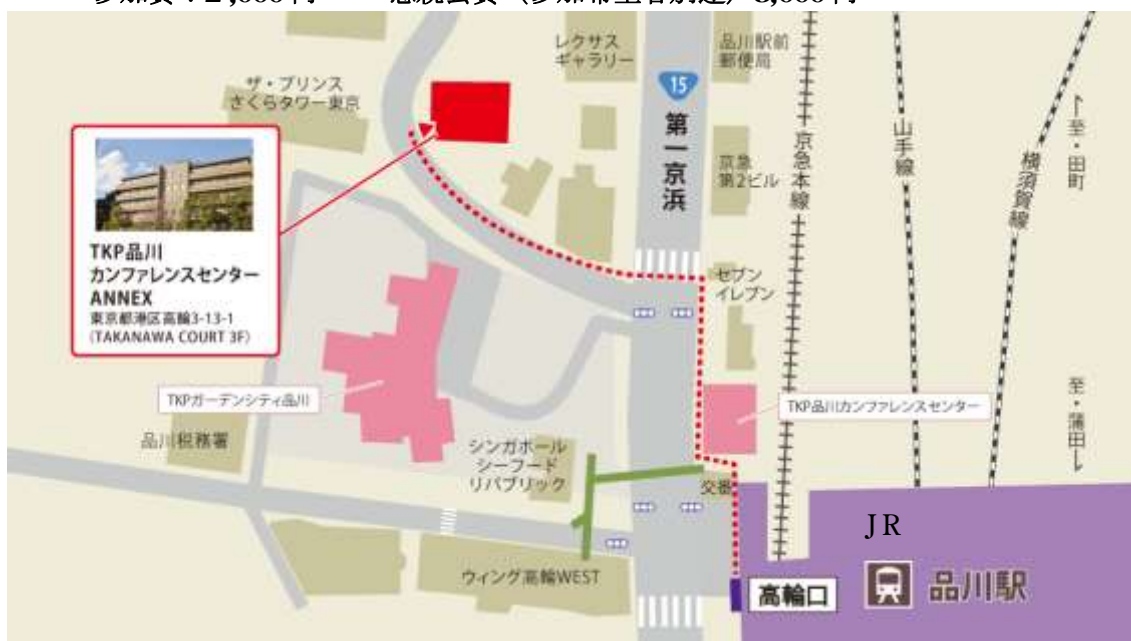 レクサス
ギャラリー
品川駅前
郵便局
ザ・プリンス
さくらタワー東京
15
第一京浜
京急
第2ビル
京急本線
山手線
横須賀線
至・田町
TKP品川
カンファレンスセンター
ANNEX
東京都港区高輪3-13-1
(TAKANAWA COURT 3F)
セブン
イレブン
TKPガーデンシティ品川
TKP品川カンファレンスセンター
至・蒲田
品川税務署
シンガポール
シーフード
リパブリック
交番
JR
ウィング高輪WEST
高輪口
品川駅